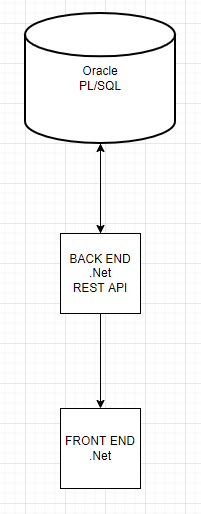 Oracle
PL/SQL
BACK END
.Net
REST API
FRONT END
.Net